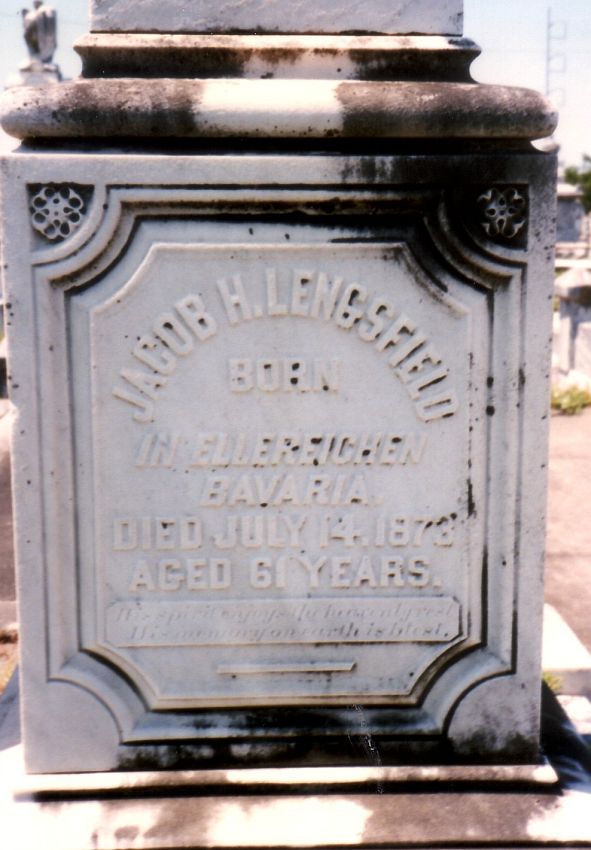 JACOB H. LENGSFIELD
BORN
IN ELLEREICHEN
BAVARIA.
DIED JULY 14. 1873
AGED 61 YEARS.
His spirit enjoys the heavenly rest
His memory on earth is blest.